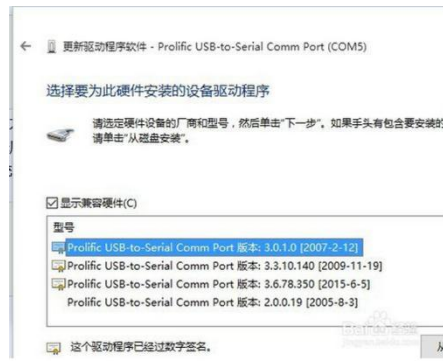 ← 更新驱动程序软件 - Prolific USB-to-Serial Comm Port (COM5)
选择要为此硬件安装的设备驱动程序
请选定硬件设备的厂商和型号，然后单击“下一步”。如果手头有包含要安装的
请单击“从磁盘安装”。
显示兼容硬件(C)
型号
Prolific USB-to-Serial Comm Port 版本: 3.0.1.0 [2007-2-12]
Prolific USB-to-Serial Comm Port 版本: 3.3.10.140 [2009-11-19]
Prolific USB-to-Serial Comm Port 版本: 3.6.78.350 [2015-6-5]
Prolific USB-to-Serial Comm Port 版本: 2.0.0.19 [2005-8-3]
这个驱动程序已经过数字签名。
从